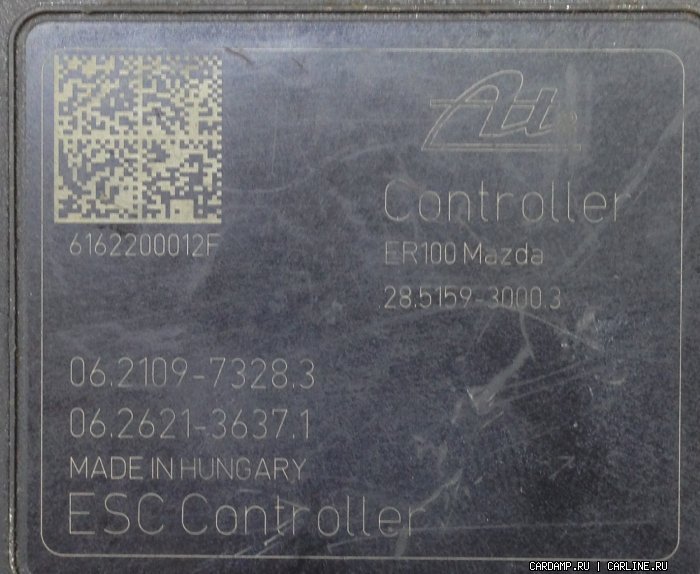 Ate
Controller
6162200012F
ER100 Mazda
28.5159-3000.3
06.2109-7328.3
06.2621-3637.1
MADE IN HUNGARY
ESC Controller
CARDAMP.RU | CARLINE.RU